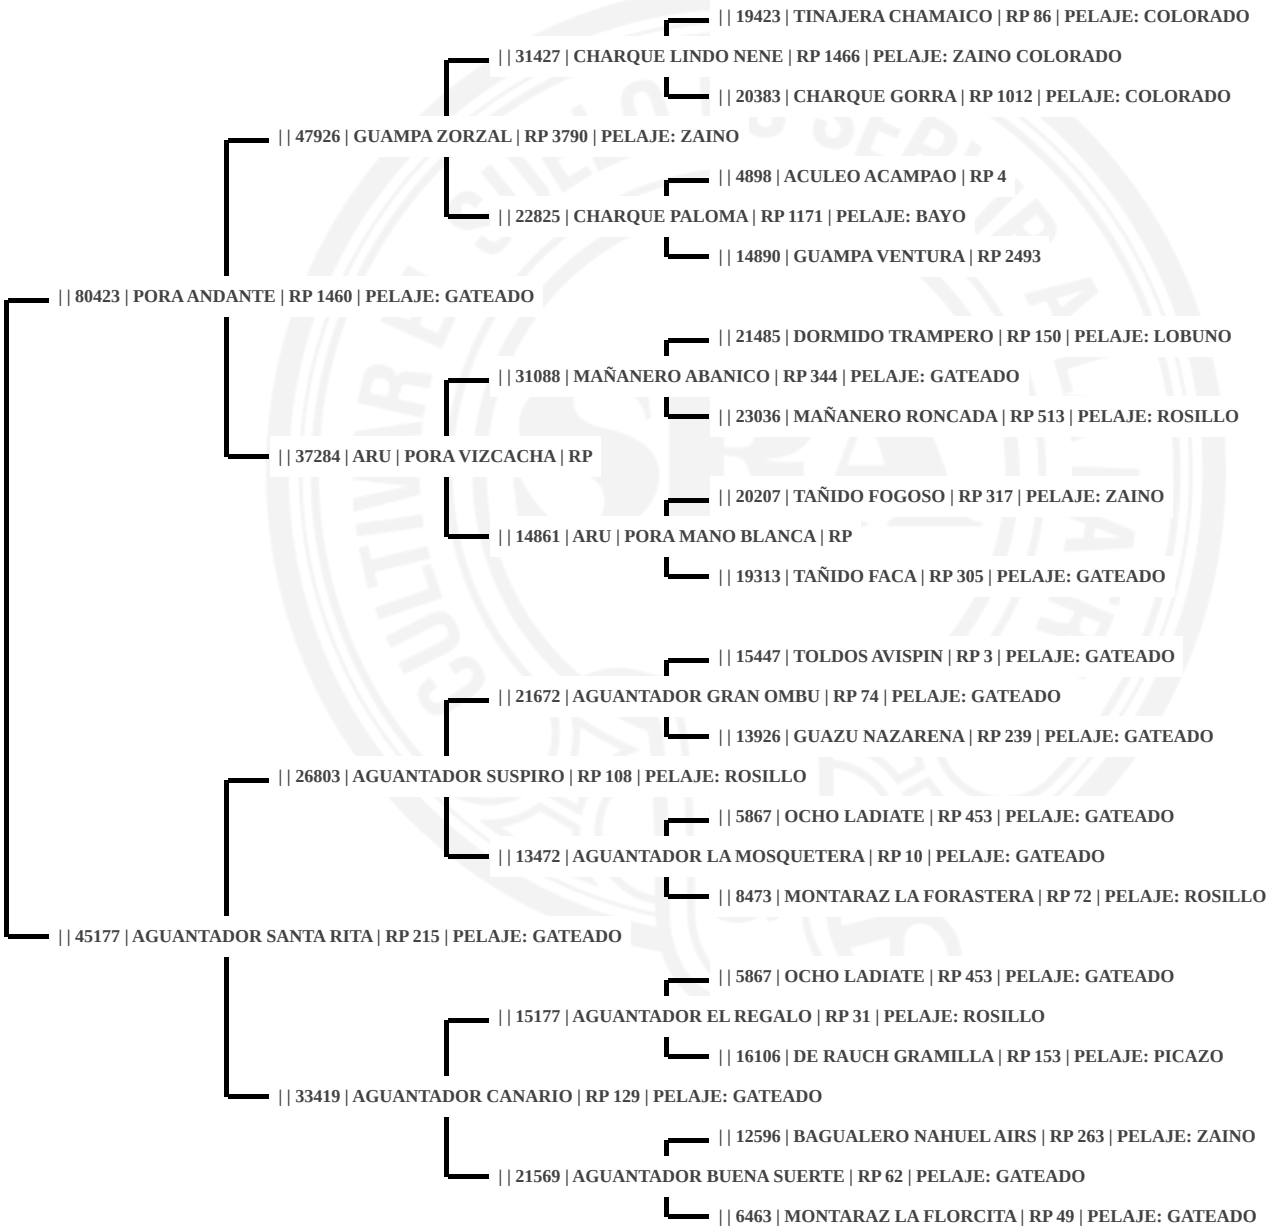 | | 19423 | TINAJERA CHAMAICO | RP 86 | PELAJE: COLORADO
| | 31427 | CHARQUE LINDO NENE | RP 1466 | PELAJE: ZAINO COLORADO
| | 20383 | CHARQUE GORRA | RP 1012 | PELAJE: COLORADO
| | 47926 | GUAMPA ZORZAL | RP 3790 | PELAJE: ZAINO
| | 4898 | ACULEO ACAMPAO | RP 4
| | 22825 | CHARQUE PALOMA | RP 1171 | PELAJE: BAYO
| | 14890 | GUAMPA VENTURA | RP 2493
| | 80423 | PORA ANDANTE | RP 1460 | PELAJE: GATEADO
| | 21485 | DORMIDO TRAMPERO | RP 150 | PELAJE: LOBUNO
| | 31088 | MAÑANERO ABANICO | RP 344 | PELAJE: GATEADO
| | 23036 | MAÑANERO RONCADA | RP 513 | PELAJE: ROSILLO
| | 37284 | ARU | PORA VIZCACHA | RP
| | 20207 | TAÑIDO FOGOSO | RP 317 | PELAJE: ZAINO
| | 14861 | ARU | PORA MANO BLANCA | RP
| | 19313 | TAÑIDO FACA | RP 305 | PELAJE: GATEADO
| | 15447 | TOLDOS AVISPIN | RP 3 | PELAJE: GATEADO
| | 21672 | AGUANTADOR GRAN OMBU | RP 74 | PELAJE: GATEADO
| | 13926 | GUAZU NAZARENA | RP 239 | PELAJE: GATEADO
| | 26803 | AGUANTADOR SUSPIRO | RP 108 | PELAJE: ROSILLO
| | 5867 | OCHO LADIATE | RP 453 | PELAJE: GATEADO
| | 13472 | AGUANTADOR LA MOSQUETERA | RP 10 | PELAJE: GATEADO
| | 8473 | MONTARAZ LA FORASTERA | RP 72 | PELAJE: ROSILLO
| | 45177 | AGUANTADOR SANTA RITA | RP 215 | PELAJE: GATEADO
| | 5867 | OCHO LADIATE | RP 453 | PELAJE: GATEADO
| | 15177 | AGUANTADOR EL REGALO | RP 31 | PELAJE: ROSILLO
| | 16106 | DE RAUCH GRAMILLA | RP 153 | PELAJE: PICAZO
| | 33419 | AGUANTADOR CANARIO | RP 129 | PELAJE: GATEADO
| | 12596 | BAGUALERO NAHUEL AIRS | RP 263 | PELAJE: ZAINO
| | 21569 | AGUANTADOR BUENA SUERTE | RP 62 | PELAJE: GATEADO
| | 6463 | MONTARAZ LA FLORCITA | RP 49 | PELAJE: GATEADO